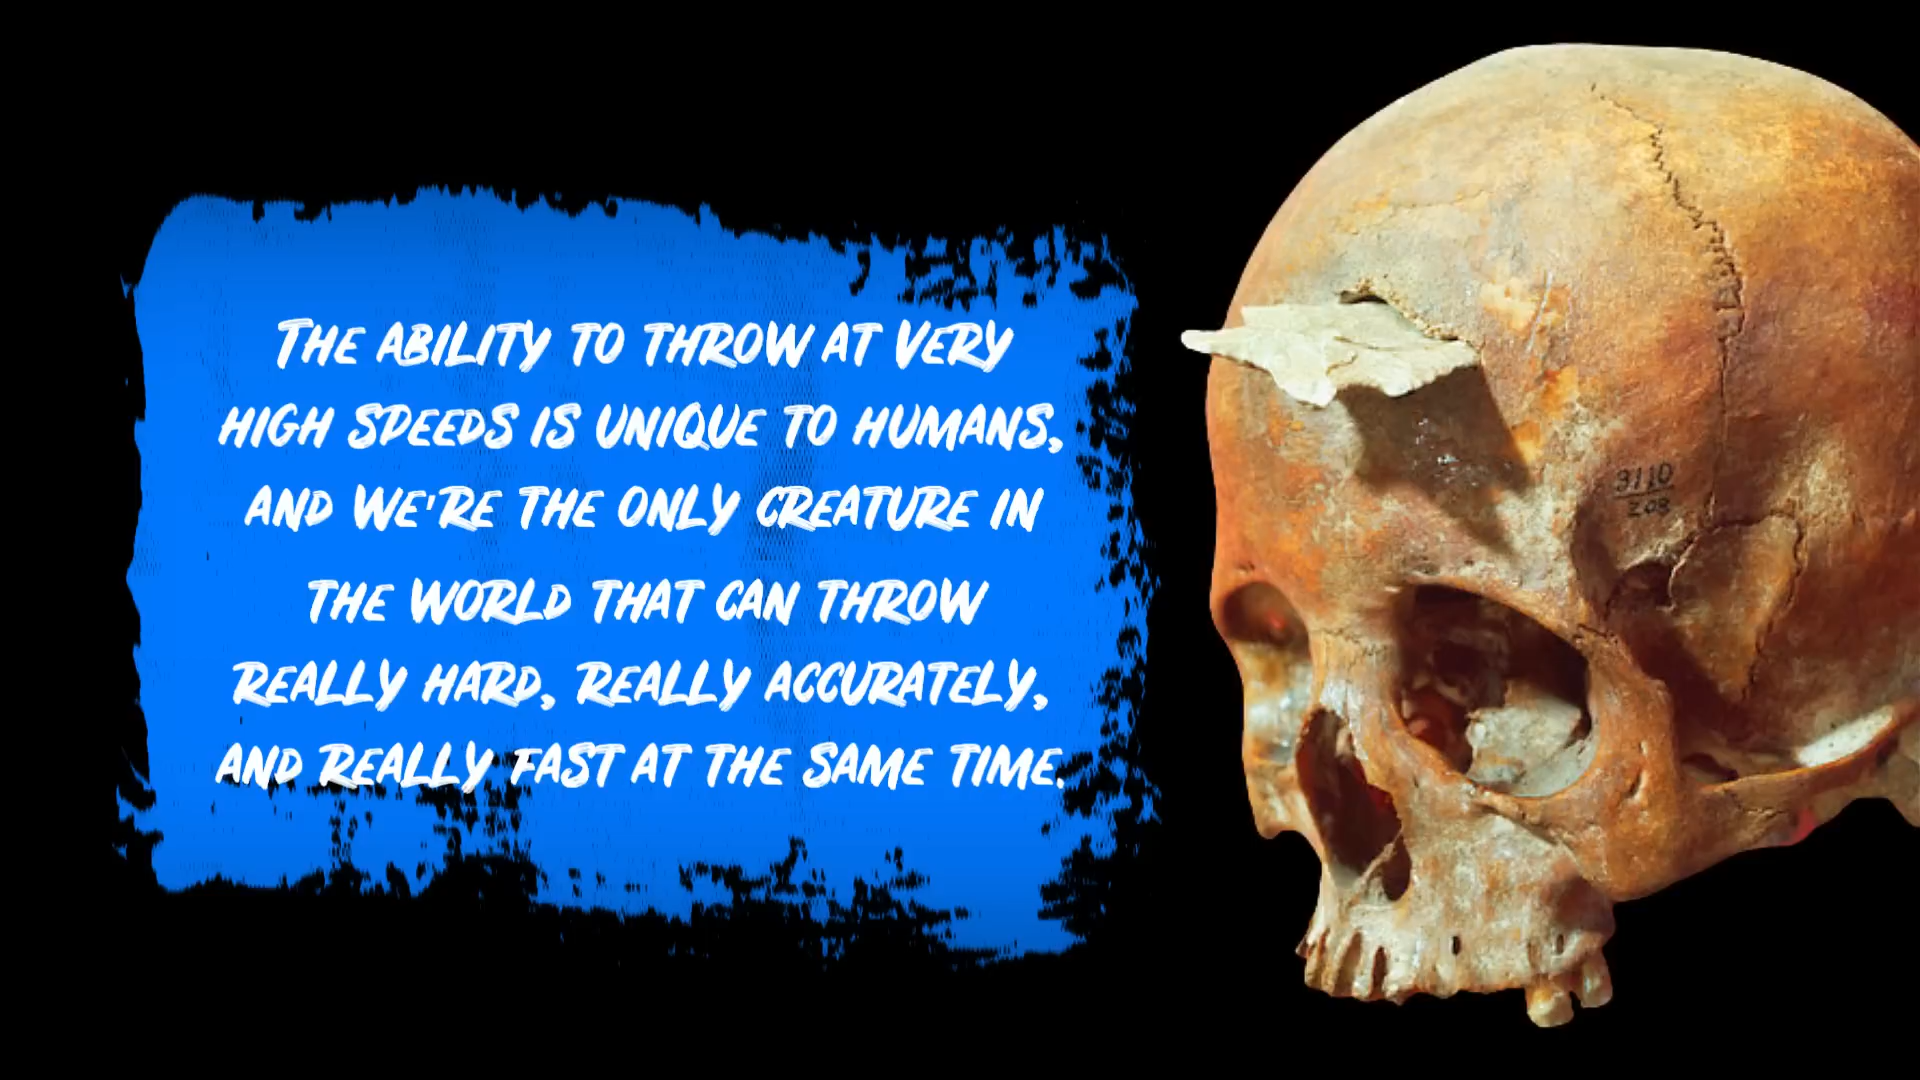 The ability to throw at very
high speeds is unique to humans,
and we're the only creature in
the world that can throw
really hard, really accurately,
and really fast at the same time.
3110
203